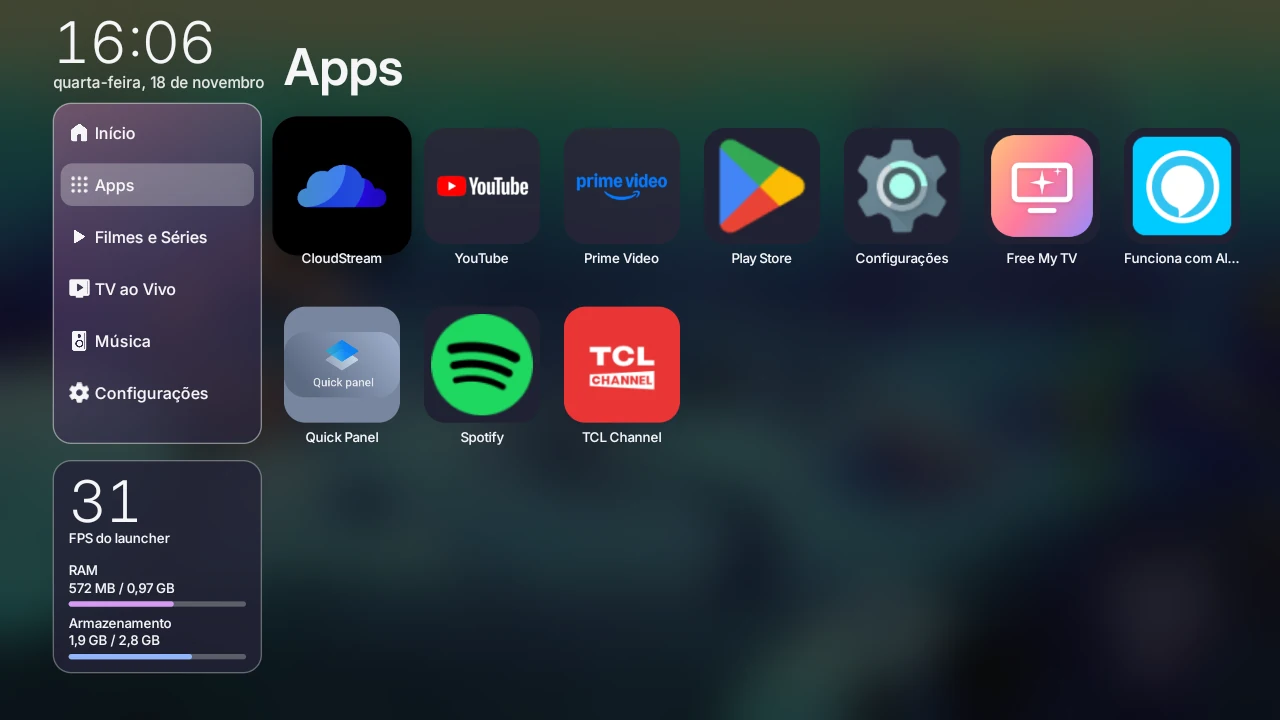 16:06
quarta-feira, 18 de novembro
Apps
Início
Apps
Filmes e Séries
TV ao Vivo
Música
Configurações
YouTube
prime video
CloudStream
YouTube
Prime Video
Play Store
Configurações
Free My TV
Funciona com Al...
Quick panel
TCL
CHANNEL
Quick Panel
Spotify
TCL Channel
31
FPS do launcher
RAM
572 MB / 0,97 GB
Armazenamento
1,9 GB / 2,8 GB